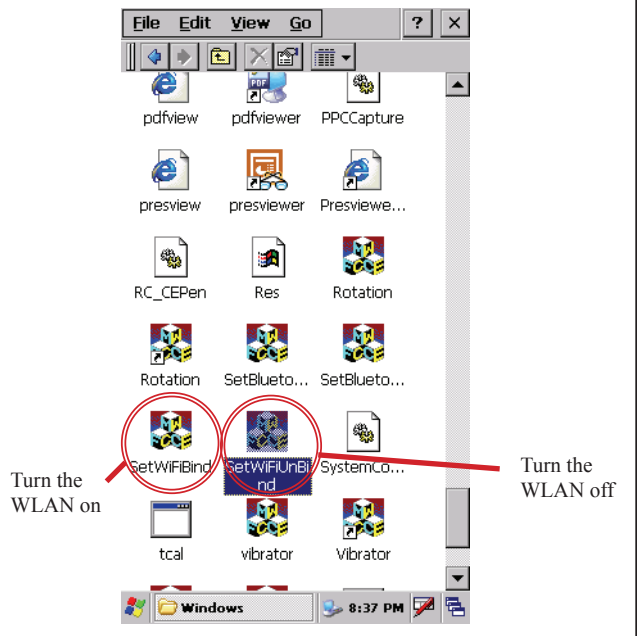 File Edit View Go ? ×
pdfview pdfviewer PPCCapture
presview presviewer Presviewe...
RC_CEPen Res Rotation
Rotation SetBlueto... SetBlueto...
SetWiFiBind SetWiFiUnBi SystemCo...
nd
Turn the
WLAN on
Turn the
WLAN off
tcal vibrator Vibrator
Windows 8:37 PM